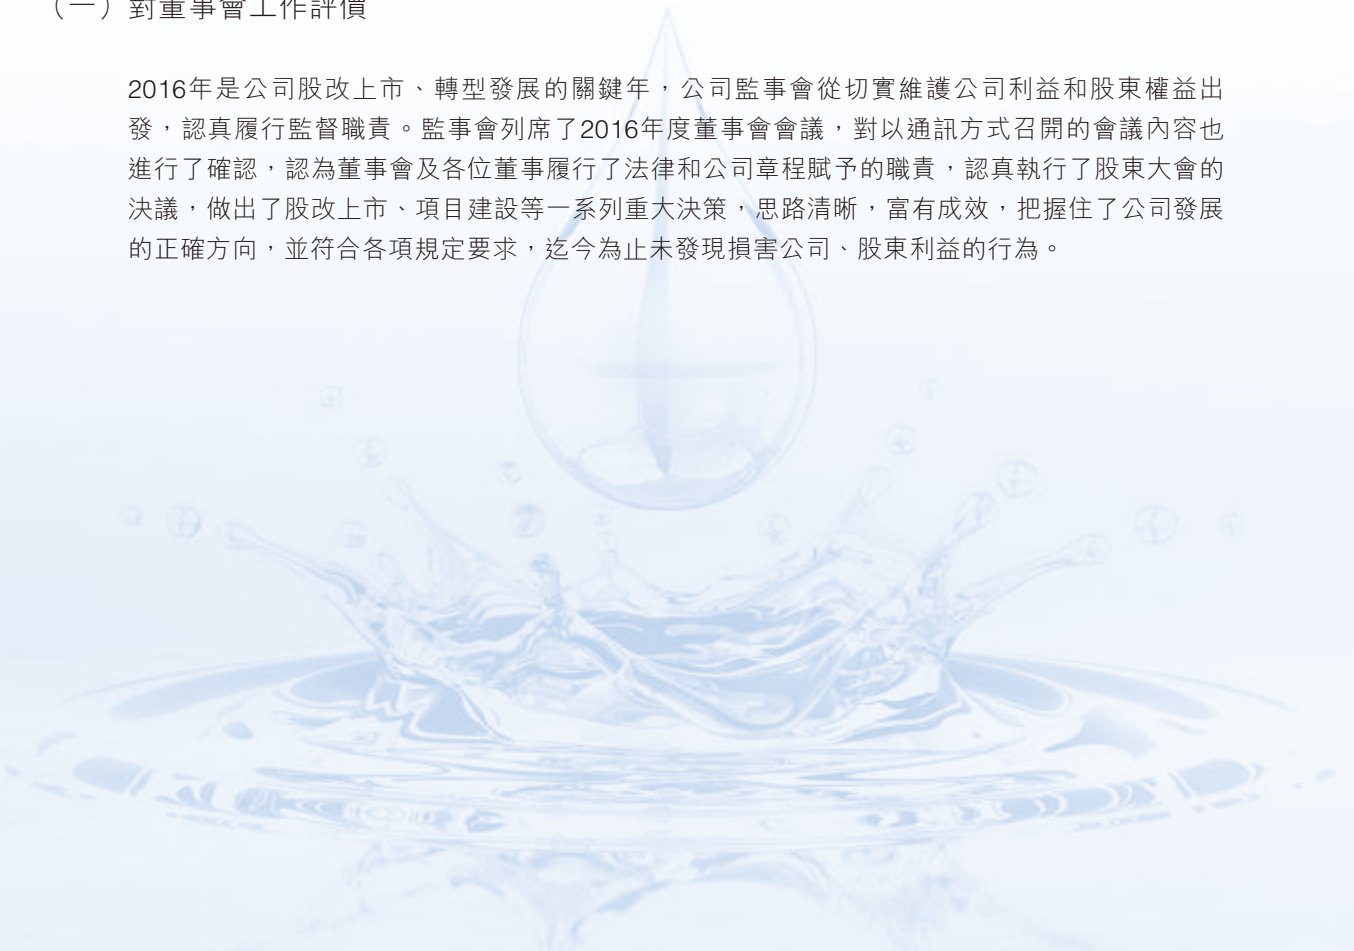 （一）對董事會工作評價
2016年是公司股改上市、轉型發展的關鍵年，公司監事會從切實維護公司利益和股東權益出
發，認真履行監督職責。監事會列席了2016年度董事會會議，對以通訊方式召開的會議內容也
進行了確認，認為董事會及各位董事履行了法律和公司章程賦予的職責，認真執行了股東大會的
決議，做出了股改上市、項目建設等一系列重大決策，思路清晰，富有成效，把握住了公司發展
的正確方向，並符合各項規定要求，迄今為止未發現損害公司、股東利益的行為。